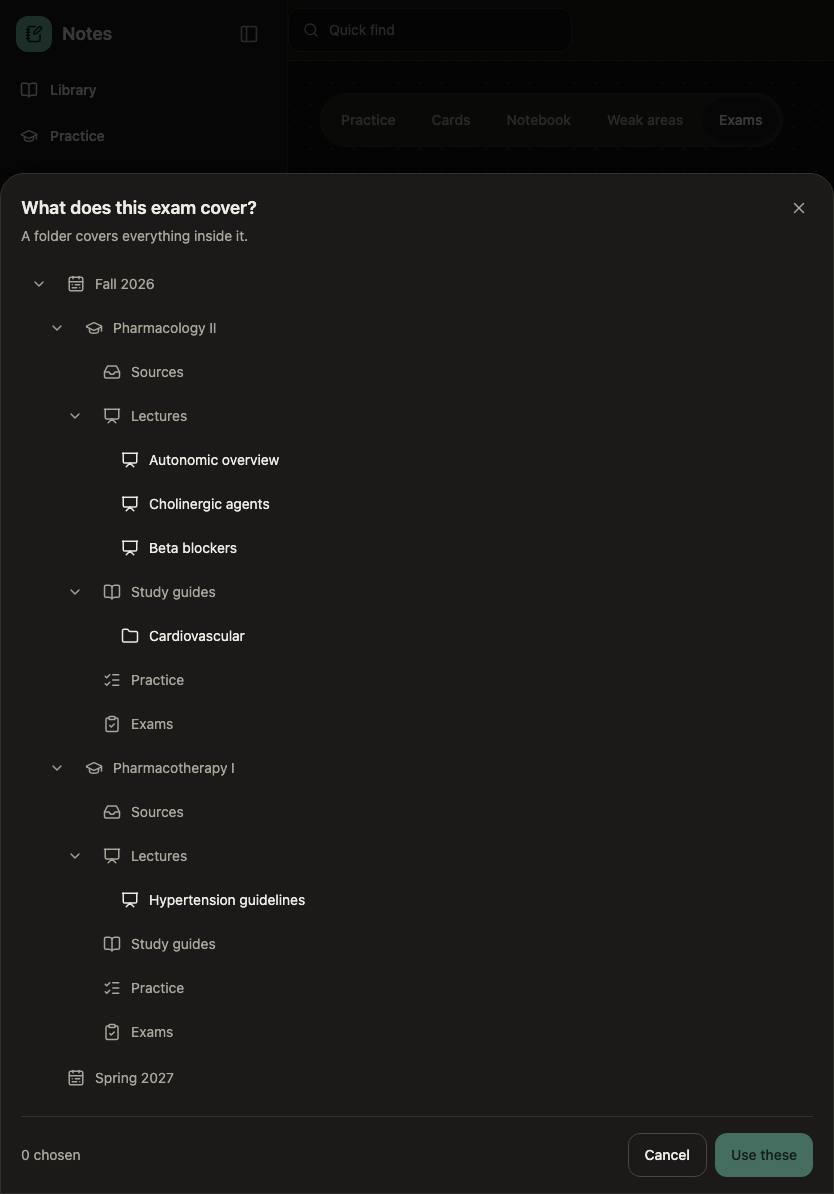 Notes
Quick find
Library
Practice
Practice Cards Notebook Weak areas Exams
What does this exam cover?
A folder covers everything inside it.
Fall 2026
Pharmacology II
Sources
Lectures
Autonomic overview
Cholinergic agents
Beta blockers
Study guides
Cardiovascular
Practice
Exams
Pharmacotherapy I
Sources
Lectures
Hypertension guidelines
Study guides
Practice
Exams
Spring 2027
0 chosen
Cancel
Use these